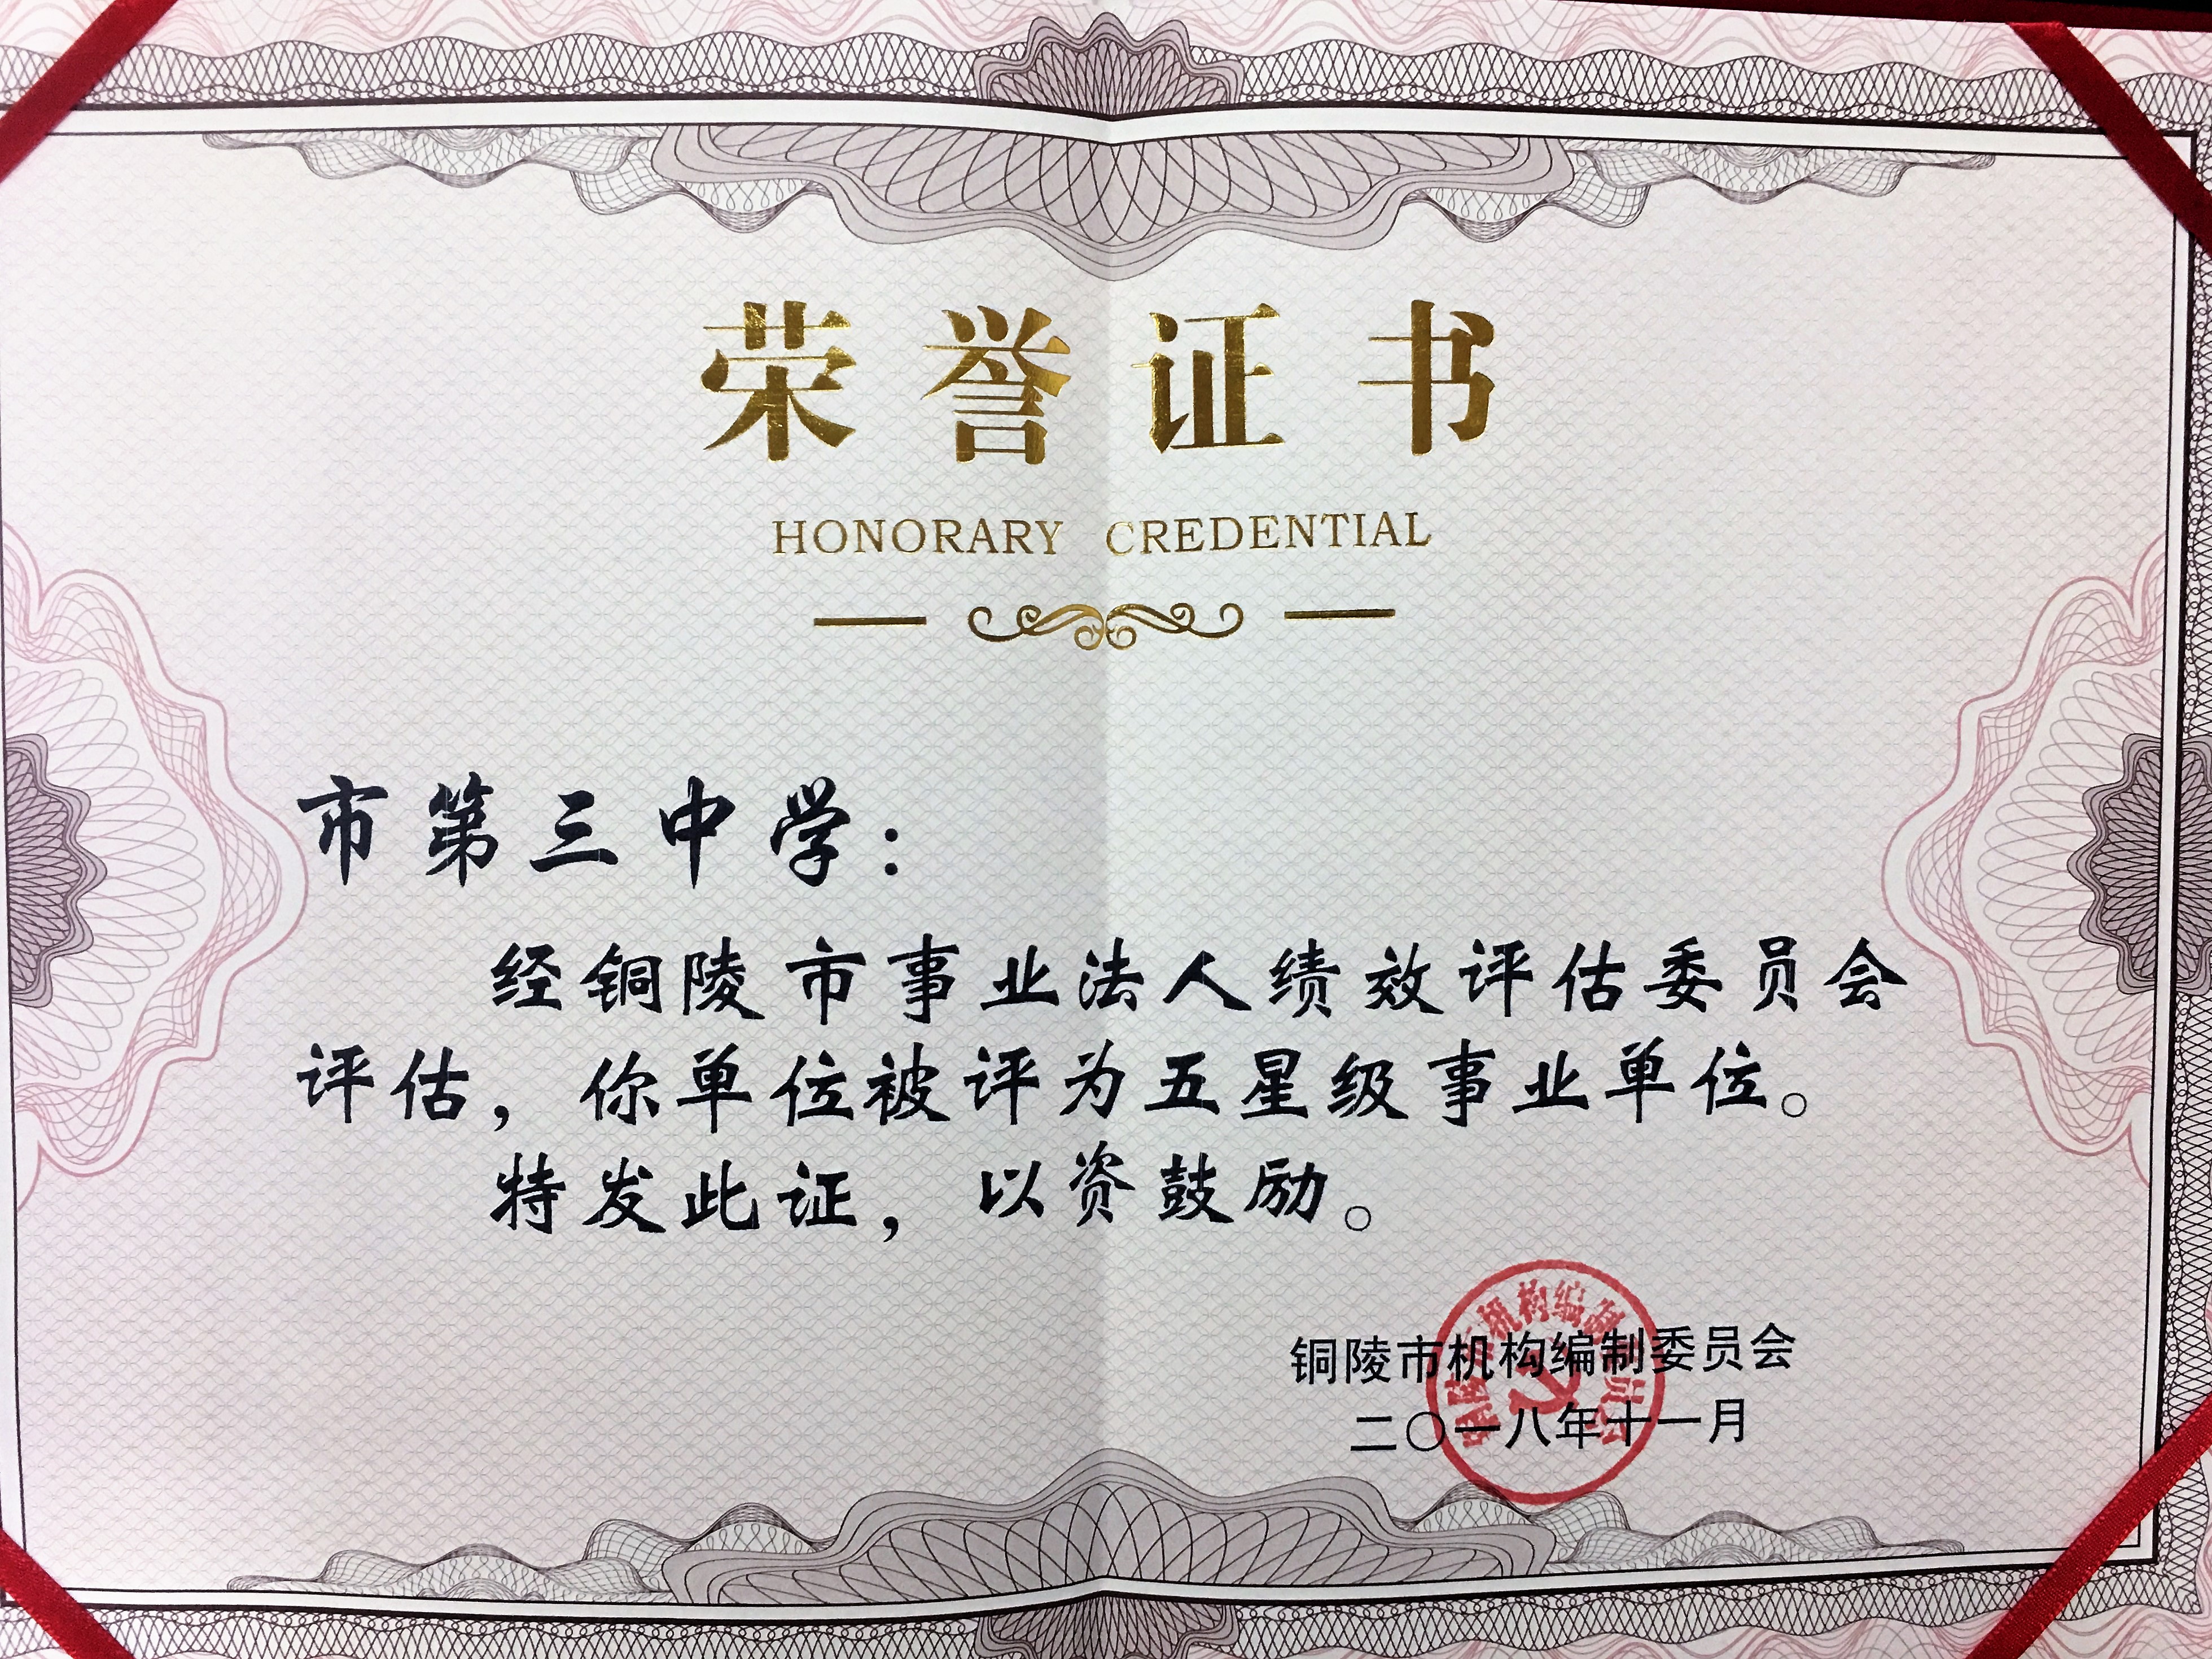 荣誉证书
HONORARY CREDENTIAL
市第三中学：
经铜陵市事业法人绩效评估委员会
评估，你单位被评为五星级事业单位。
特发此证，以资鼓励。
铜陵市机构编制委员会
二〇一八年十一月